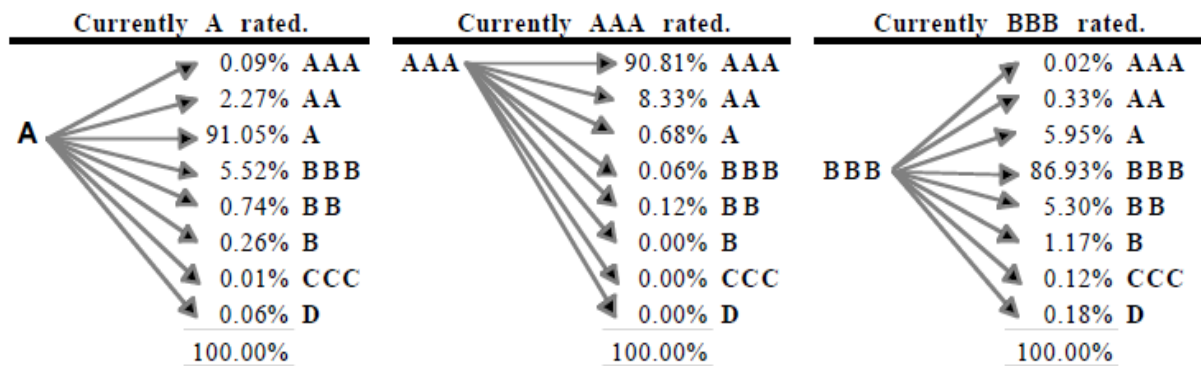 Currently A rated.
A
0.09% AAA
2.27% AA
91.05% A
5.52% BBB
0.74% BB
0.26% B
0.01% CCC
0.06% D
100.00%
Currently AAA rated.
AAA
90.81% AAA
8.33% AA
0.68% A
0.06% BBB
0.12% BB
0.00% B
0.00% CCC
0.00% D
Currently BBB rated.
BBB
0.02% AAA
0.33% AA
5.95% A
86.93% BBB
5.30% BB
1.17% B
0.12% CCC
0.18% D
100.00%